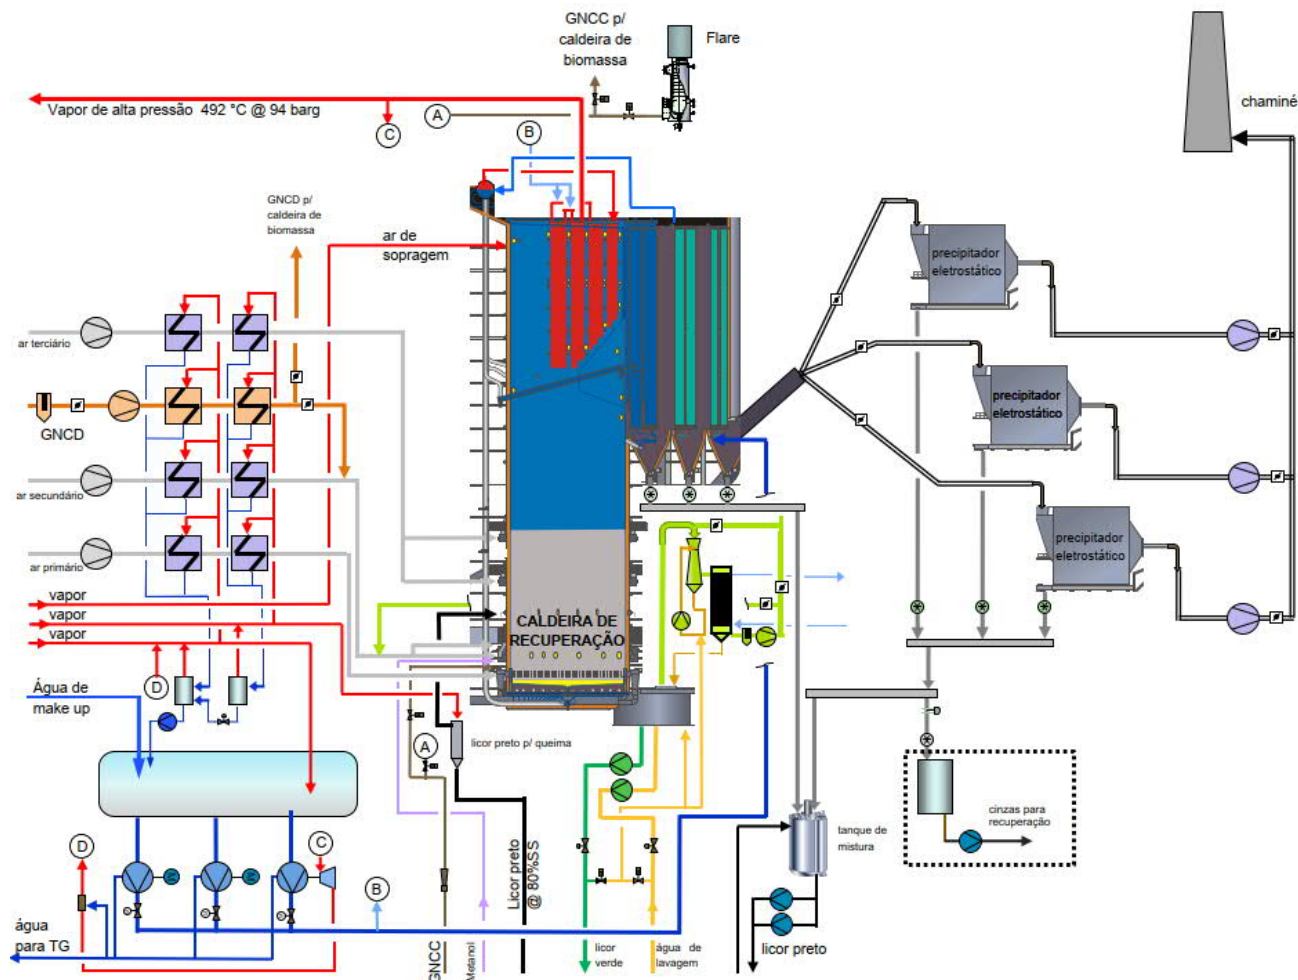 GNCC p/
caldeira de
biomassa
Flare
Vapor de alta pressão 492 °C @ 94 barg
A
B
C
chaminé
GNCD p/
caldeira de
biomassa
ar de
sopragem
precipitador
eletrostático
ar terciário
GNCD
precipitador
eletrostático
ar secundário
precipitador
eletrostático
ar primário
vapor
vapor
vapor
CALDEIRA DE
RECUPERAÇÃO
D
Água de
make up
licor preto p/ queima
A
cinzas para
recuperação
tanque de
mistura
D
C
B
M
M
Licor preto
@ 80%SS
água
para TG
GNCC
Metanol
licor
verde
água de
lavagem
licor preto